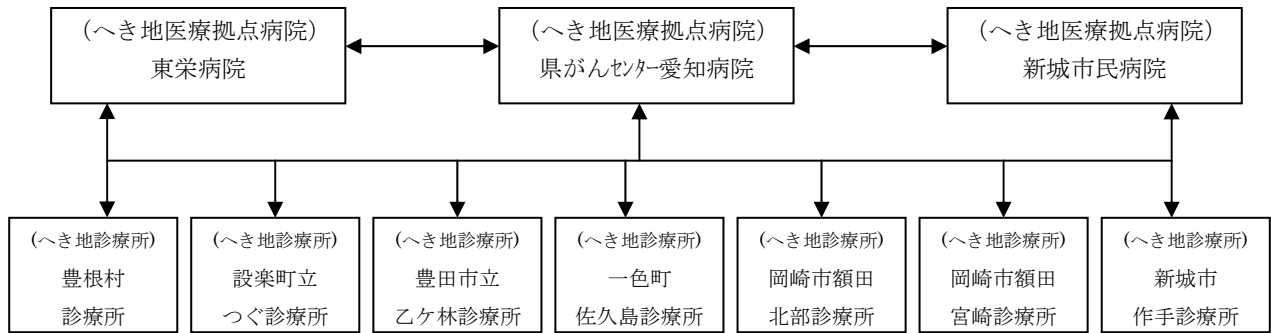 (へき地医療拠点病院)
東栄病院
(へき地医療拠点病院)
県がんセンター愛知病院
(へき地医療拠点病院)
新城市民病院
(へき地診療所)
豊根村
診療所
(へき地診療所)
設楽町立
つぐ診療所
(へき地診療所)
豊田市立
乙ケ林診療所
(へき地診療所)
一色町
佐久島診療所
(へき地診療所)
岡崎市額田
北部診療所
(へき地診療所)
岡崎市額田
宮崎診療所
(へき地診療所)
新城市
作手診療所